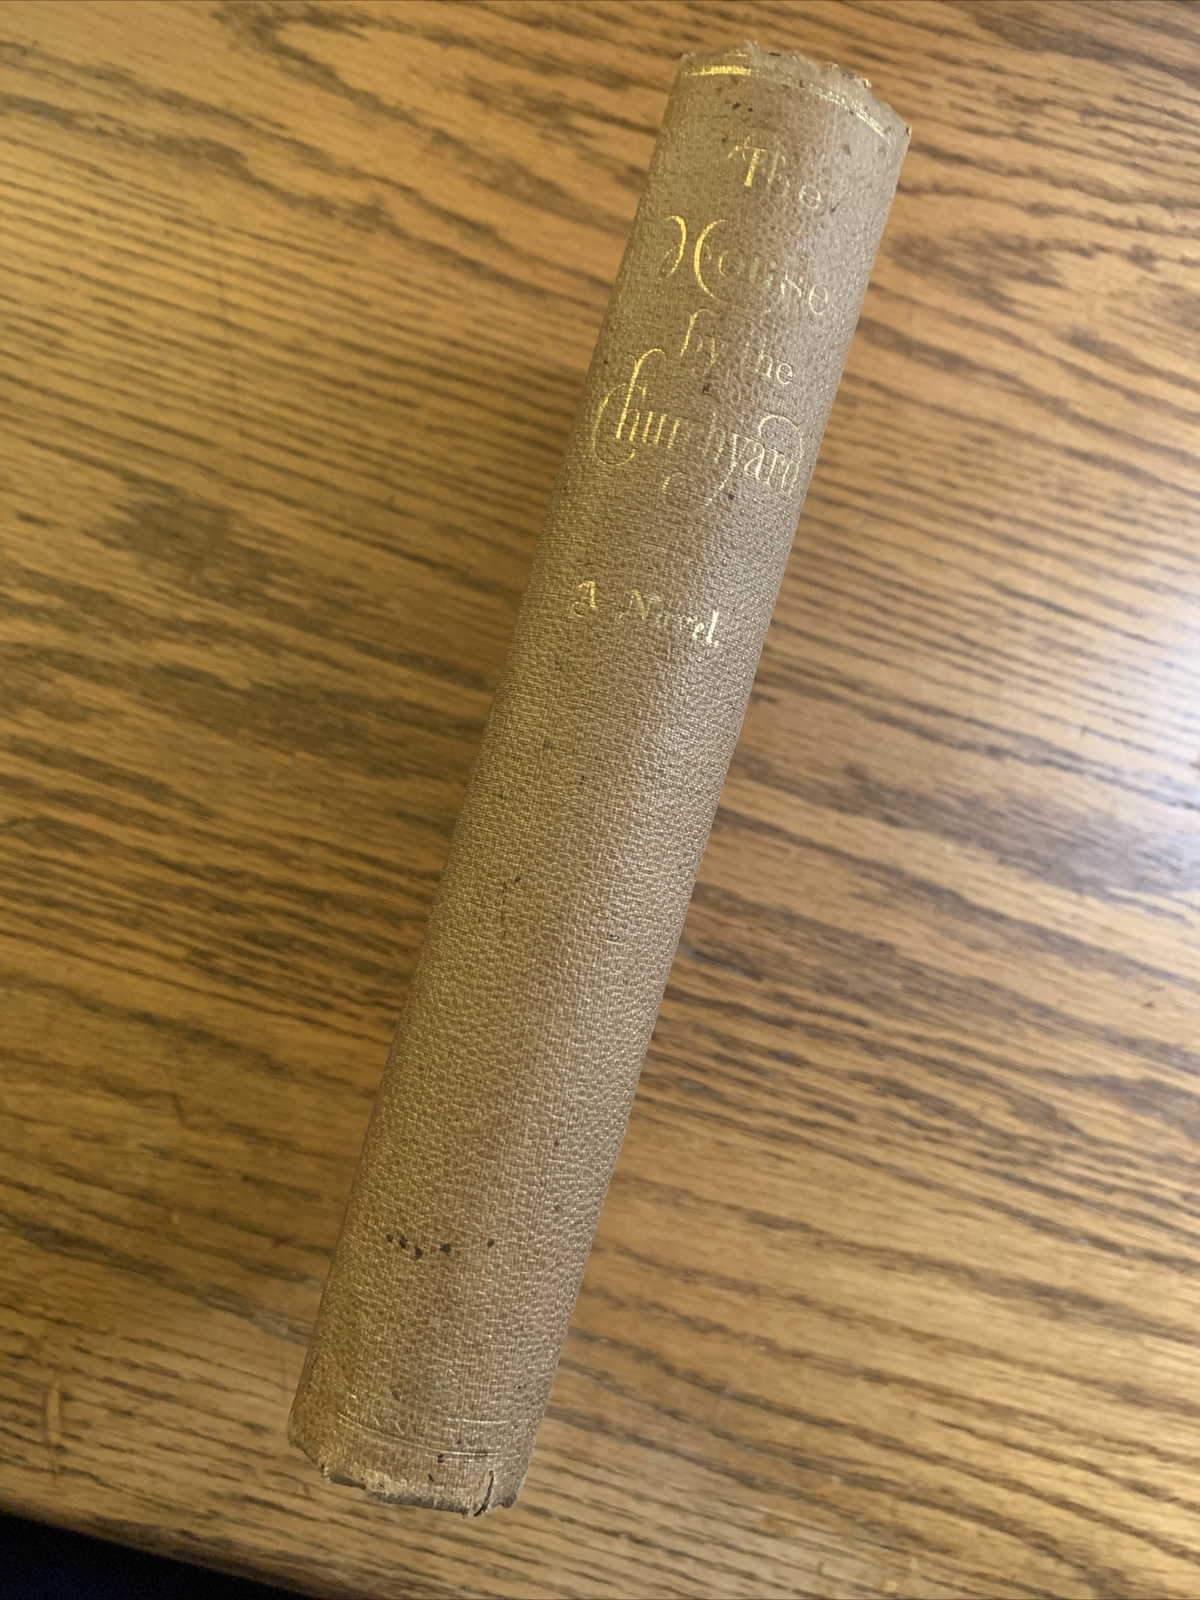 The
House
by the
Churchyard
A Novel.